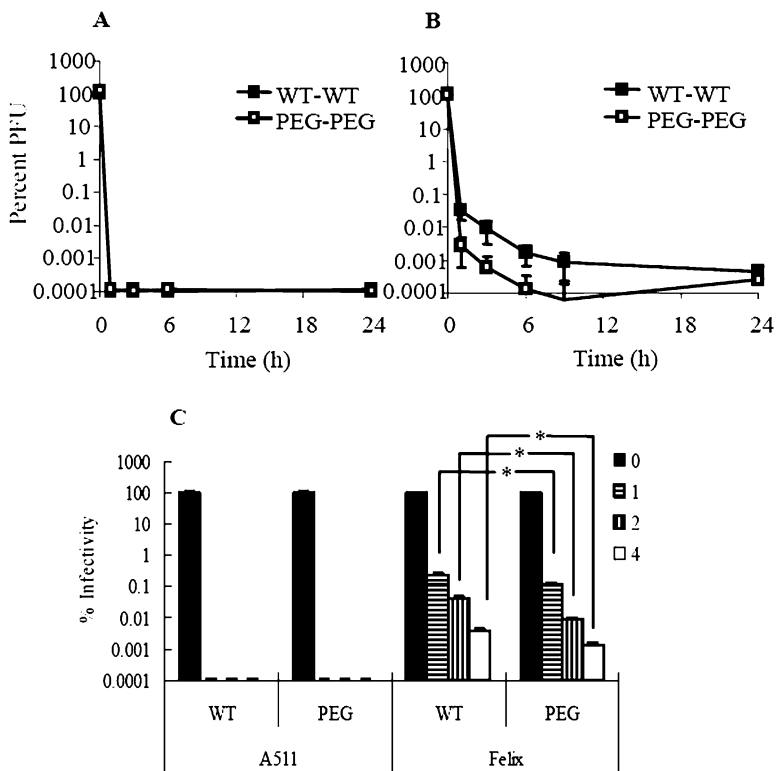 A
Percent PFU
1000
100
10
1
0.1
0.01
0.001
0.0001
WT-WT
PEG-PEG
0 6 12 18 24
Time (h)
B
1000
100
10
1
0.1
0.01
0.001
0.0001
WT-WT
PEG-PEG
0 6 12 18 24
Time (h)
C
% Infectivity
1000
100
10
1
0.1
0.01
0.001
0.0001
* * *
0
1
2
4
WT PEG WT PEG
A511 Felix